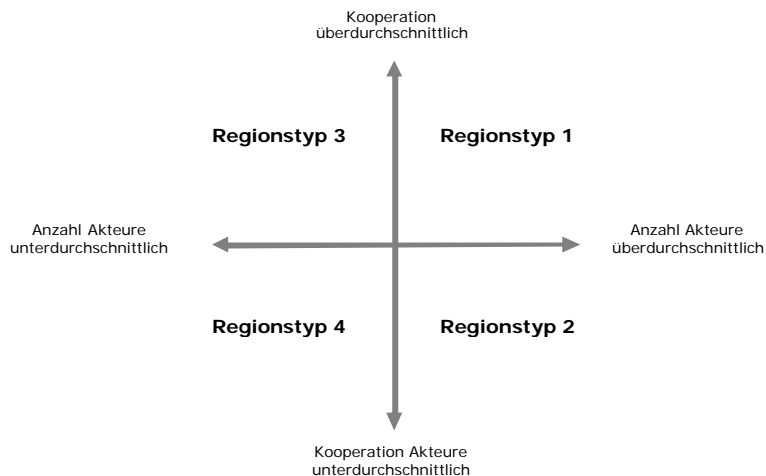 Kooperation
überdurchschnittlich
Regionstyp 3
Regionstyp 1
Anzahl Akteure
unterdurchschnittlich
Anzahl Akteure
überdurchschnittlich
Regionstyp 4
Regionstyp 2
Kooperation Akteure
unterdurchschnittlich